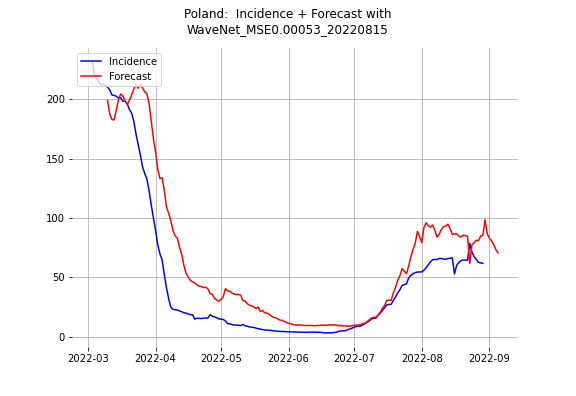 Poland:  Incidence + Forecast with
WaveNet_MSE0.00053_20220815
Incidence
Forecast
200
150
100
50
0
2022-03 2022-04 2022-05 2022-06 2022-07 2022-08 2022-09